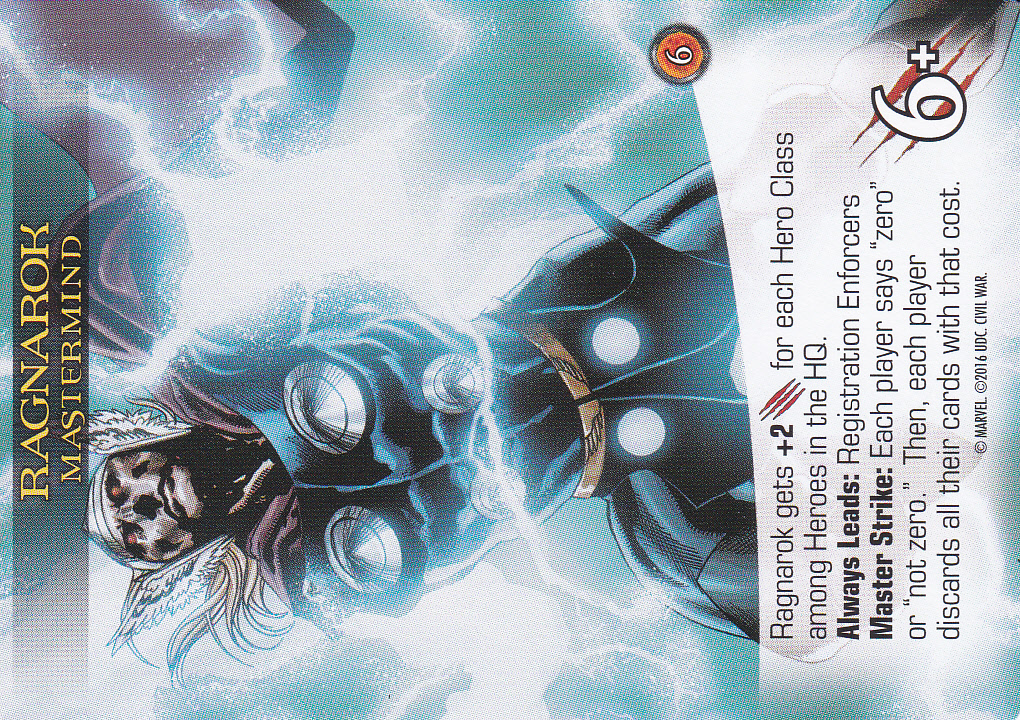 RAGNAROK
MASTERMIND
6
Ragnarok gets +2 for each Hero Class
among Heroes in the HQ.
Always Leads: Registration Enforcers
Master Strike: Each player says “zero”
or “not zero.” Then, each player
discards all their cards with that cost.
6+
© MARVEL. ©2016 UDC. CIVIL WAR.